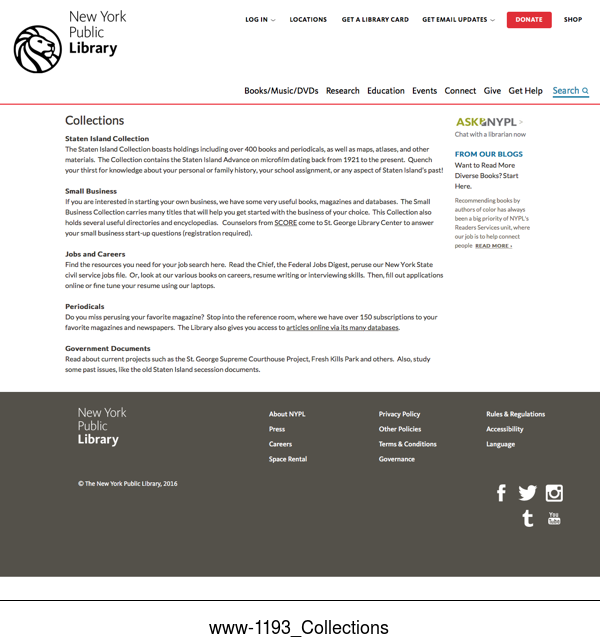 New York
Public
Library
LOG IN
LOCATIONS
GET A LIBRARY CARD
GET EMAIL UPDATES
DONATE
SHOP
Books/Music/DVDs Research Education Events Connect Give Get Help Search
Collections
Staten Island Collection
The Staten Island Collection boasts holdings including over 400 books and periodicals, as well as maps, atlases, and other
materials. The Collection contains the Staten Island Advance on microfilm dating back from 1921 to the present. Quench
your thirst for knowledge about your personal or family history, your school assignment, or any aspect of Staten Island's past!
Small Business
If you are interested in starting your own business, we have some very useful books, magazines and databases. The Small
Business Collection carries many titles that will help you get started with the business of your choice. This Collection also
holds several useful directories and encyclopedias. Counselors from SCORE come to St. George Library Center to answer
your small business start-up questions (registration required).
Jobs and Careers
Find the resources you need for your job search here. Read the Chief, the Federal Jobs Digest, peruse our New York State
civil service jobs file. Or, look at our various books on careers, resume writing or interviewing skills. Then, fill out applications
online or fine tune your resume using our laptops.
Periodicals
Do you miss perusing your favorite magazine? Stop into the reference room, where we have over 150 subscriptions to your
favorite magazines and newspapers. The Library also gives you access to articles online via its many databases.
Government Documents
Read about current projects such as the St. George Supreme Courthouse Project, Fresh Kills Park and others. Also, study
some past issues, like the old Staten Island secession documents.
ASK NYPL >
Chat with a librarian now
FROM OUR BLOGS
Want to Read More
Diverse Books? Start
Here.
Recommending books by
authors of color has always
been a big priority of NYPL's
Readers Services unit, where
our job is to help connect
people READ MORE ›
New York
Public
Library
About NYPL
Press
Careers
Space Rental
Privacy Policy
Other Policies
Terms & Conditions
Governance
Rules & Regulations
Accessibility
Language
© The New York Public Library, 2016
You
Tube
www-1193_Collections